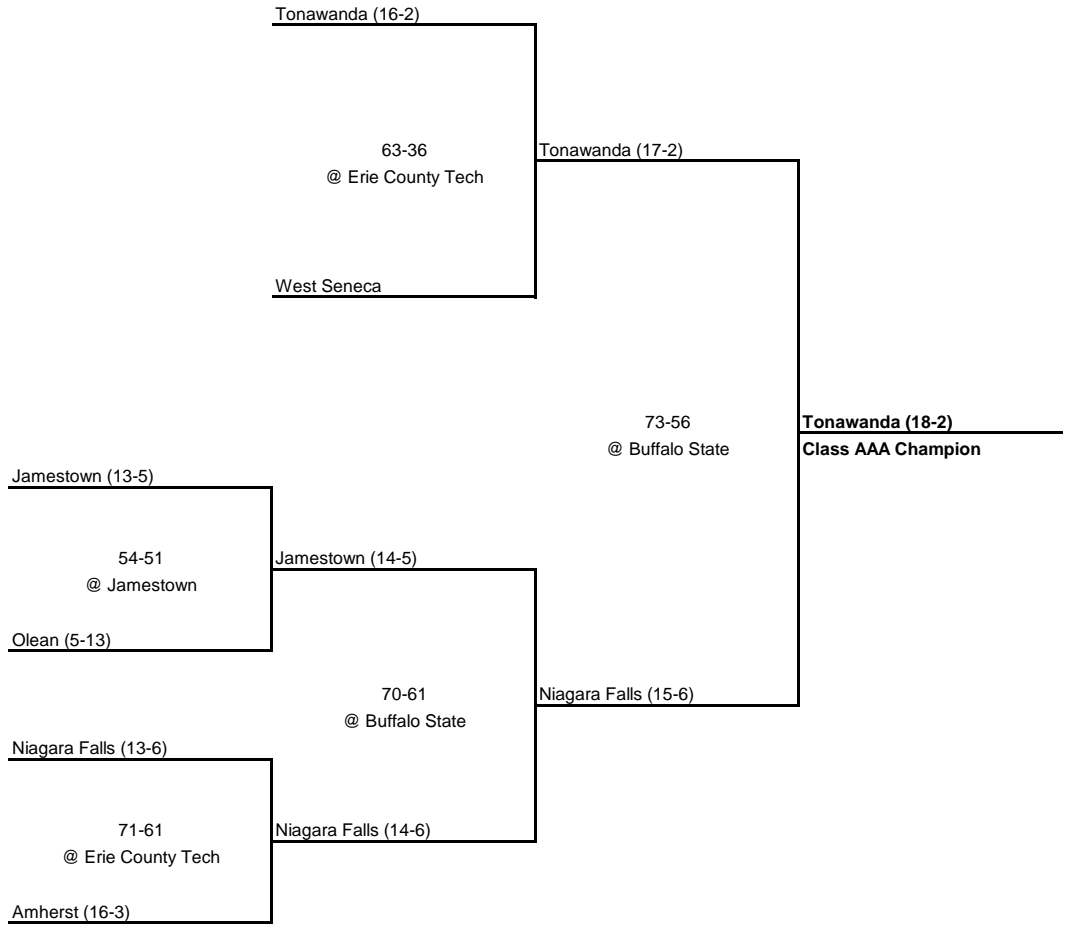 Tonawanda (16-2)
63-36
Tonawanda (17-2)
@ Erie County Tech
West Seneca
73-56
Tonawanda (18-2)
@ Buffalo State
Class AAA Champion
Jamestown (13-5)
54-51
Jamestown (14-5)
@ Jamestown
Olean (5-13)
70-61
Niagara Falls (15-6)
@ Buffalo State
Niagara Falls (13-6)
71-61
Niagara Falls (14-6)
@ Erie County Tech
Amherst (16-3)